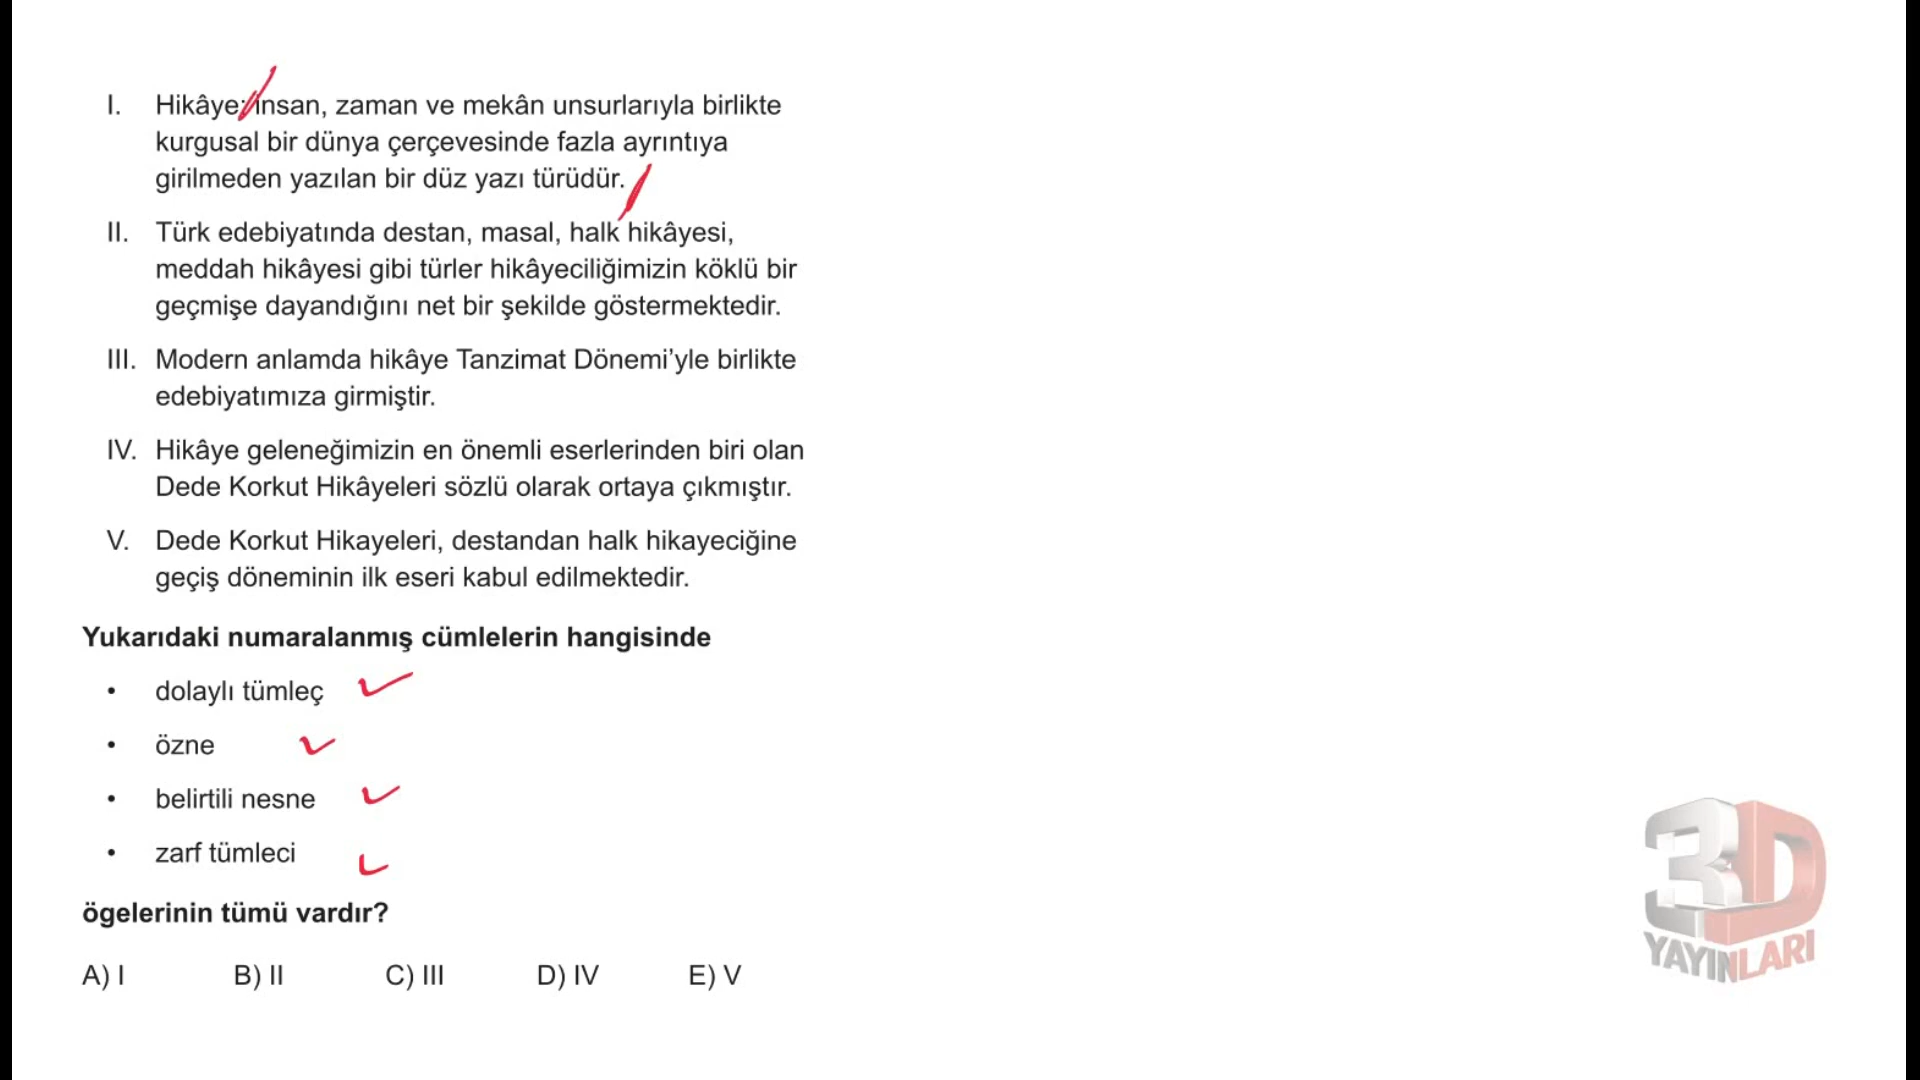 I. Hikâye; insan, zaman ve mekân unsurlarıyla birlikte
kurgusal bir dünya çerçevesinde fazla ayrıntıya
girilmeden yazılan bir düz yazı türüdür.
II. Türk edebiyatında destan, masal, halk hikâyesi,
meddah hikâyesi gibi türler hikâyeciliğimizin köklü bir
geçmişe dayandığını net bir şekilde göstermektedir.
III. Modern anlamda hikâye Tanzimat Dönemi’yle birlikte
edebiyatımıza girmiştir.
IV. Hikâye geleneğimizin en önemli eserlerinden biri olan
Dede Korkut Hikâyeleri sözlü olarak ortaya çıkmıştır.
V. Dede Korkut Hikayeleri, destandan halk hikayeciğine
geçiş döneminin ilk eseri kabul edilmektedir.
Yukarıdaki numaralanmış cümlelerin hangisinde
• dolaylı tümleç
• özne
• belirtili nesne
• zarf tümleci
ögelerinin tümü vardır?
A) I B) II C) III D) IV E) V
3D
YAYINLARI